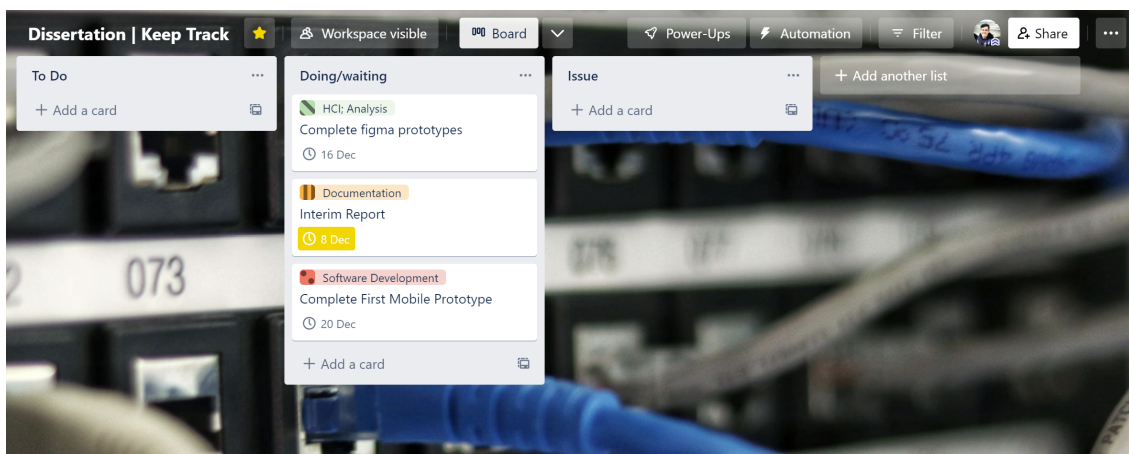 Dissertation | Keep Track
Workspace visible
Board
Power-Ups
Automation
Filter
Share
To Do
+ Add a card
Doing/waiting
HCI; Analysis
Complete figma prototypes
16 Dec
Documentation
Interim Report
8 Dec
Software Development
Complete First Mobile Prototype
20 Dec
+ Add a card
Issue
+ Add a card
+ Add another list
073
076
077